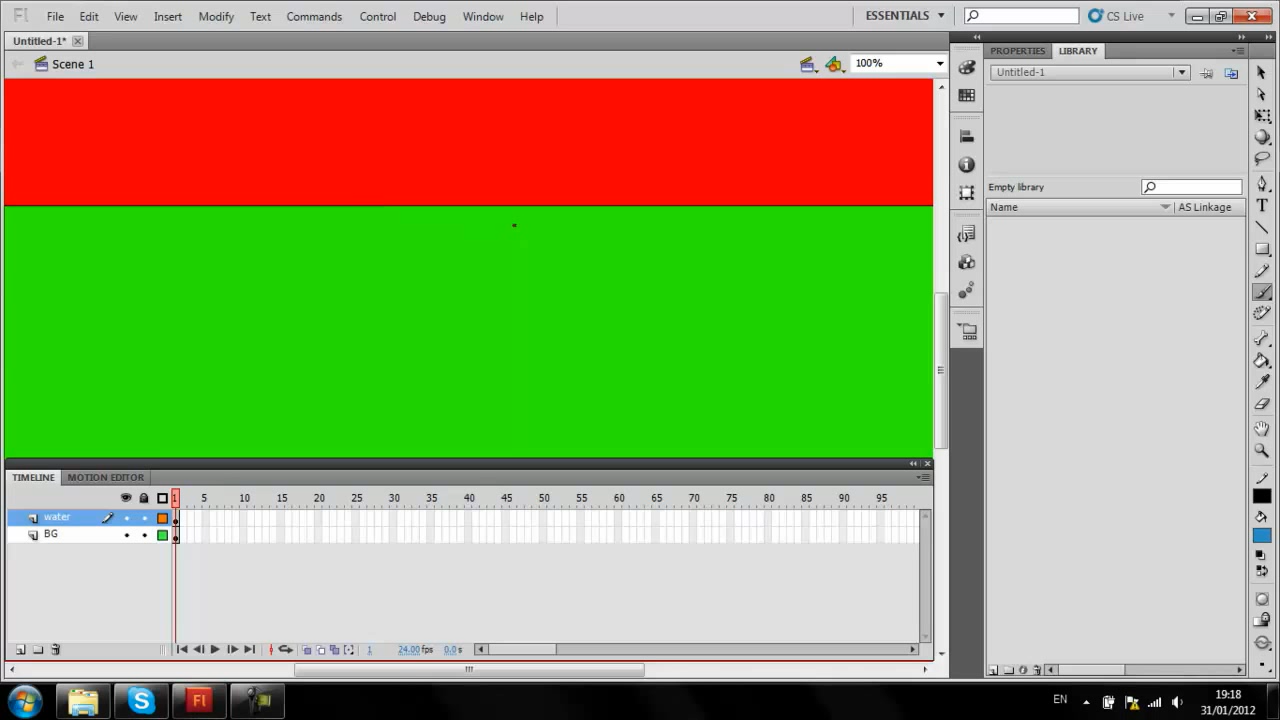 Fl File Edit View Insert Modify Text Commands Control Debug Window Help ESSENTIALS CS Live
Untitled-1*
Scene 1 100%
PROPERTIES LIBRARY
Untitled-1
Empty library
Name AS Linkage
TIMELINE MOTION EDITOR
1 5 10 15 20 25 30 35 40 45 50 55 60 65 70 75 80 85 90 95
water
BG
1 24.00 fps 0.0 s
Fl
EN 19:18
31/01/2012